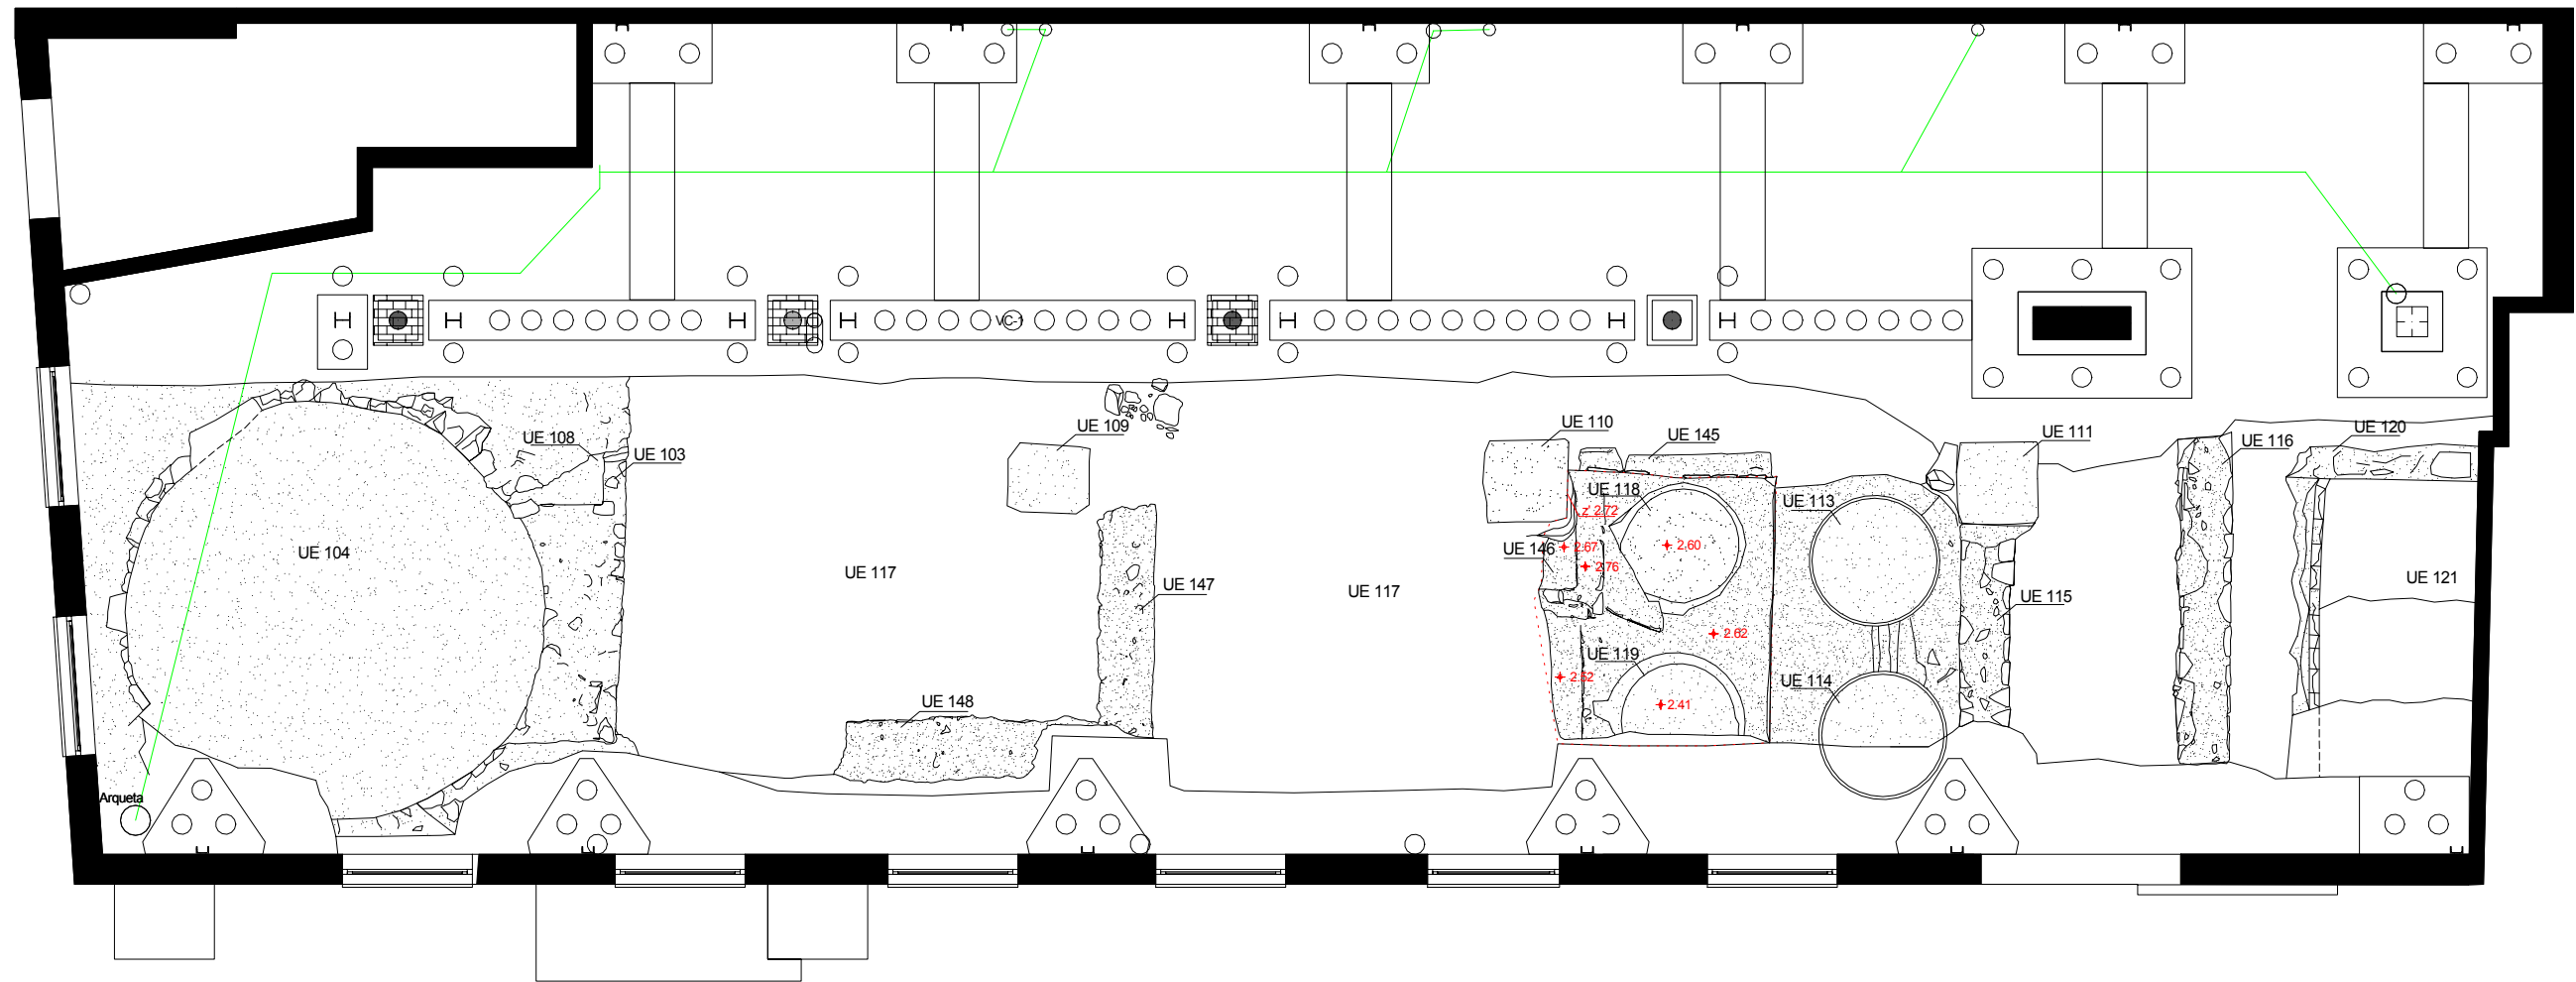 VC-1
UE 108
UE 103
UE 109
UE 110
UE 145
UE 111
UE 116
UE 120
UE 118
UE 113
z 2.72
UE 104
UE 117
UE 147
UE 117
UE 146
2.67
2.60
2.76
UE 115
UE 121
2.62
UE 119
2.52
UE 114
2.41
UE 148
Arqueta